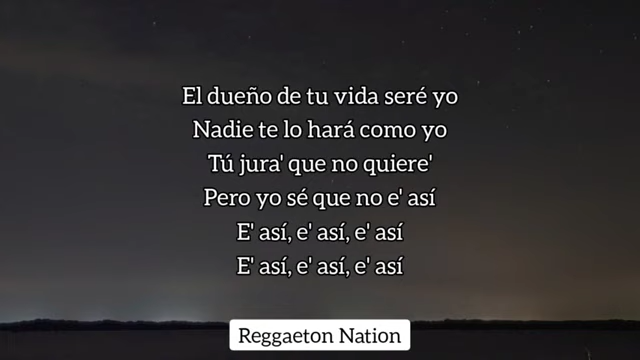 El dueño de tu vida seré yo
Nadie te lo hará como yo
Tú jura' que no quiere'
Pero yo sé que no e' así
E' así, e' así, e' así
E' así, e' así, e' así
Reggaeton Nation